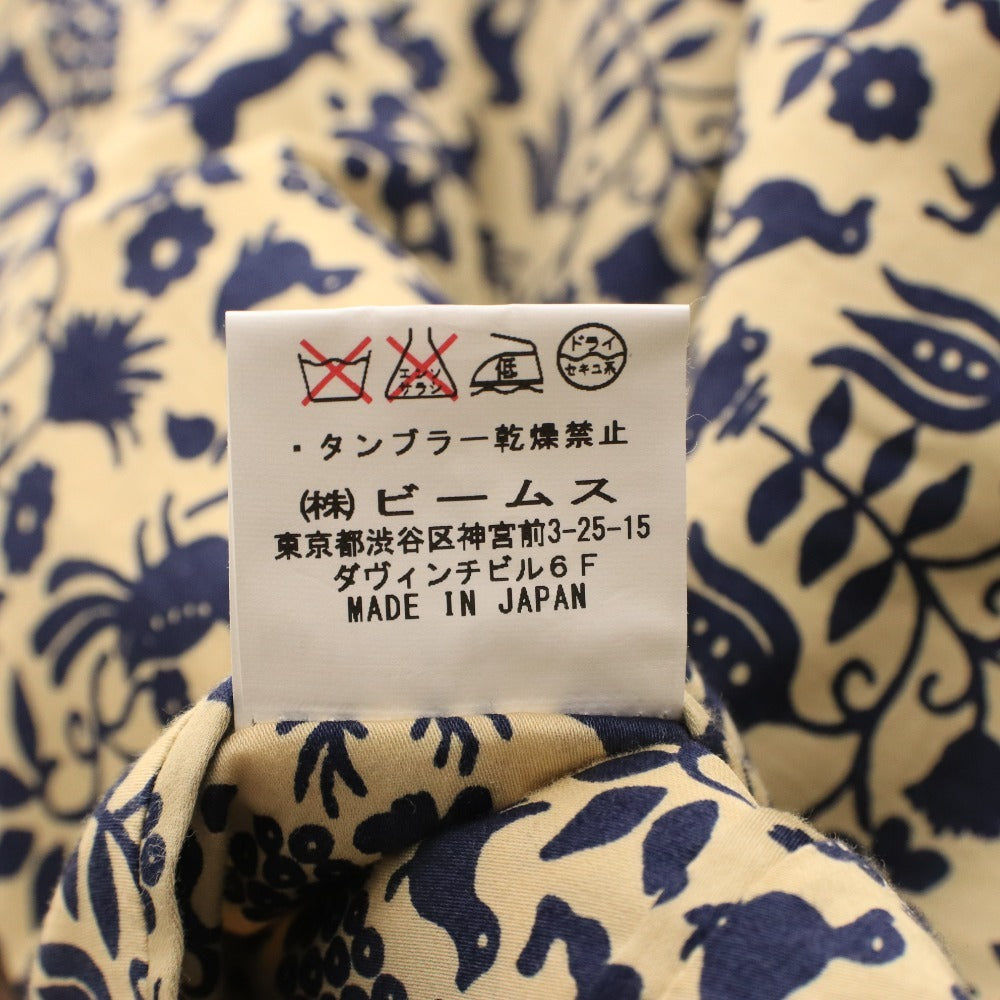 エンソ
サラシ
低
ドライ
セキユ系
・タンブラー乾燥禁止
(株)ビームス
東京都渋谷区神宮前3-25-15
ダヴィンチビル6F
MADE IN JAPAN